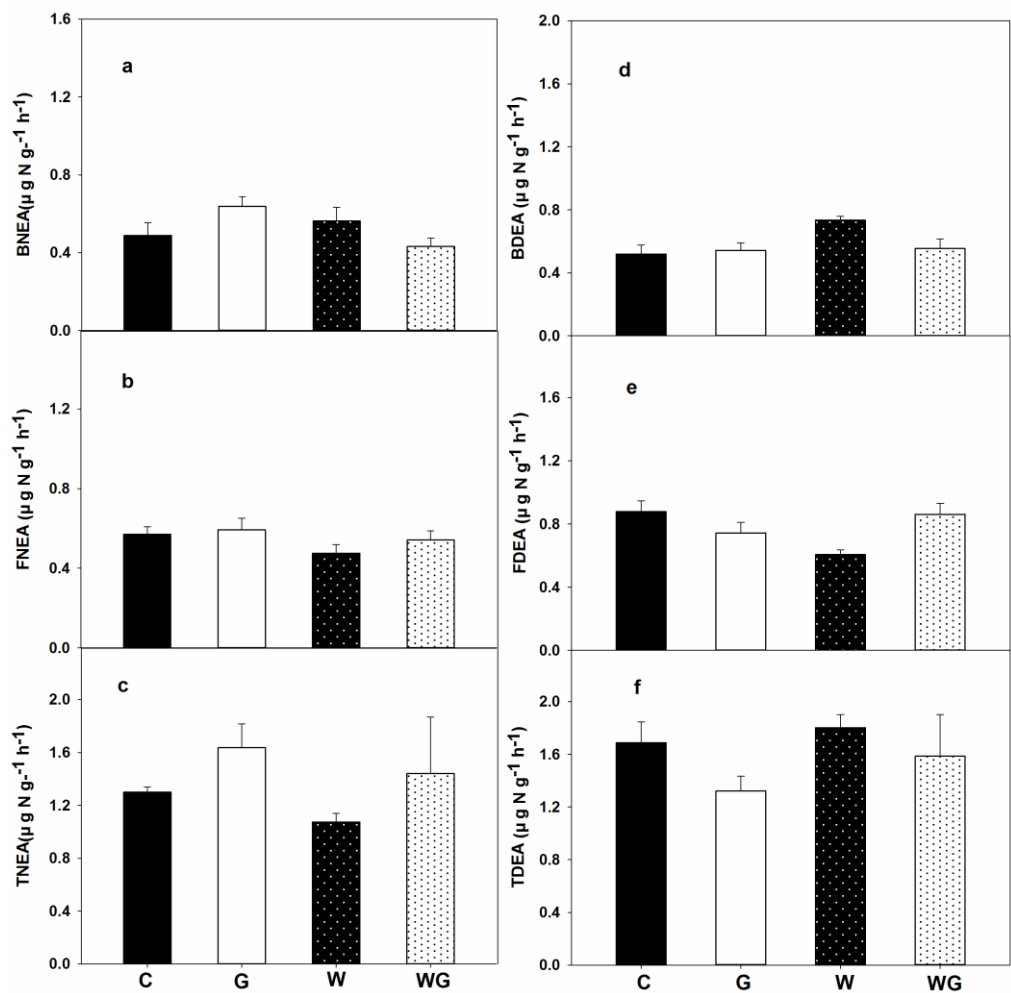 1.6
a
1.2
0.8
0.4
0.0
BNEA(µ g N g-⁻¹ h⁻¹)
b
1.2
0.8
0.4
0.0
FNEA (µ g N g⁻¹ h⁻¹)
c
2.0
1.6
1.2
0.8
0.4
0.0
TNEA(µ g N g-⁻¹ h⁻¹)
C G W WG
2.0
d
1.6
1.2
0.8
0.4
0.0
BDEA (µ g N g⁻¹ h⁻¹)
e
1.6
1.2
0.8
0.4
0.0
FDEA (µ g N g⁻¹ h⁻¹)
f
2.0
1.6
1.2
0.8
0.4
0.0
TDEA (µ g N g⁻¹ h⁻¹)
C G W WG